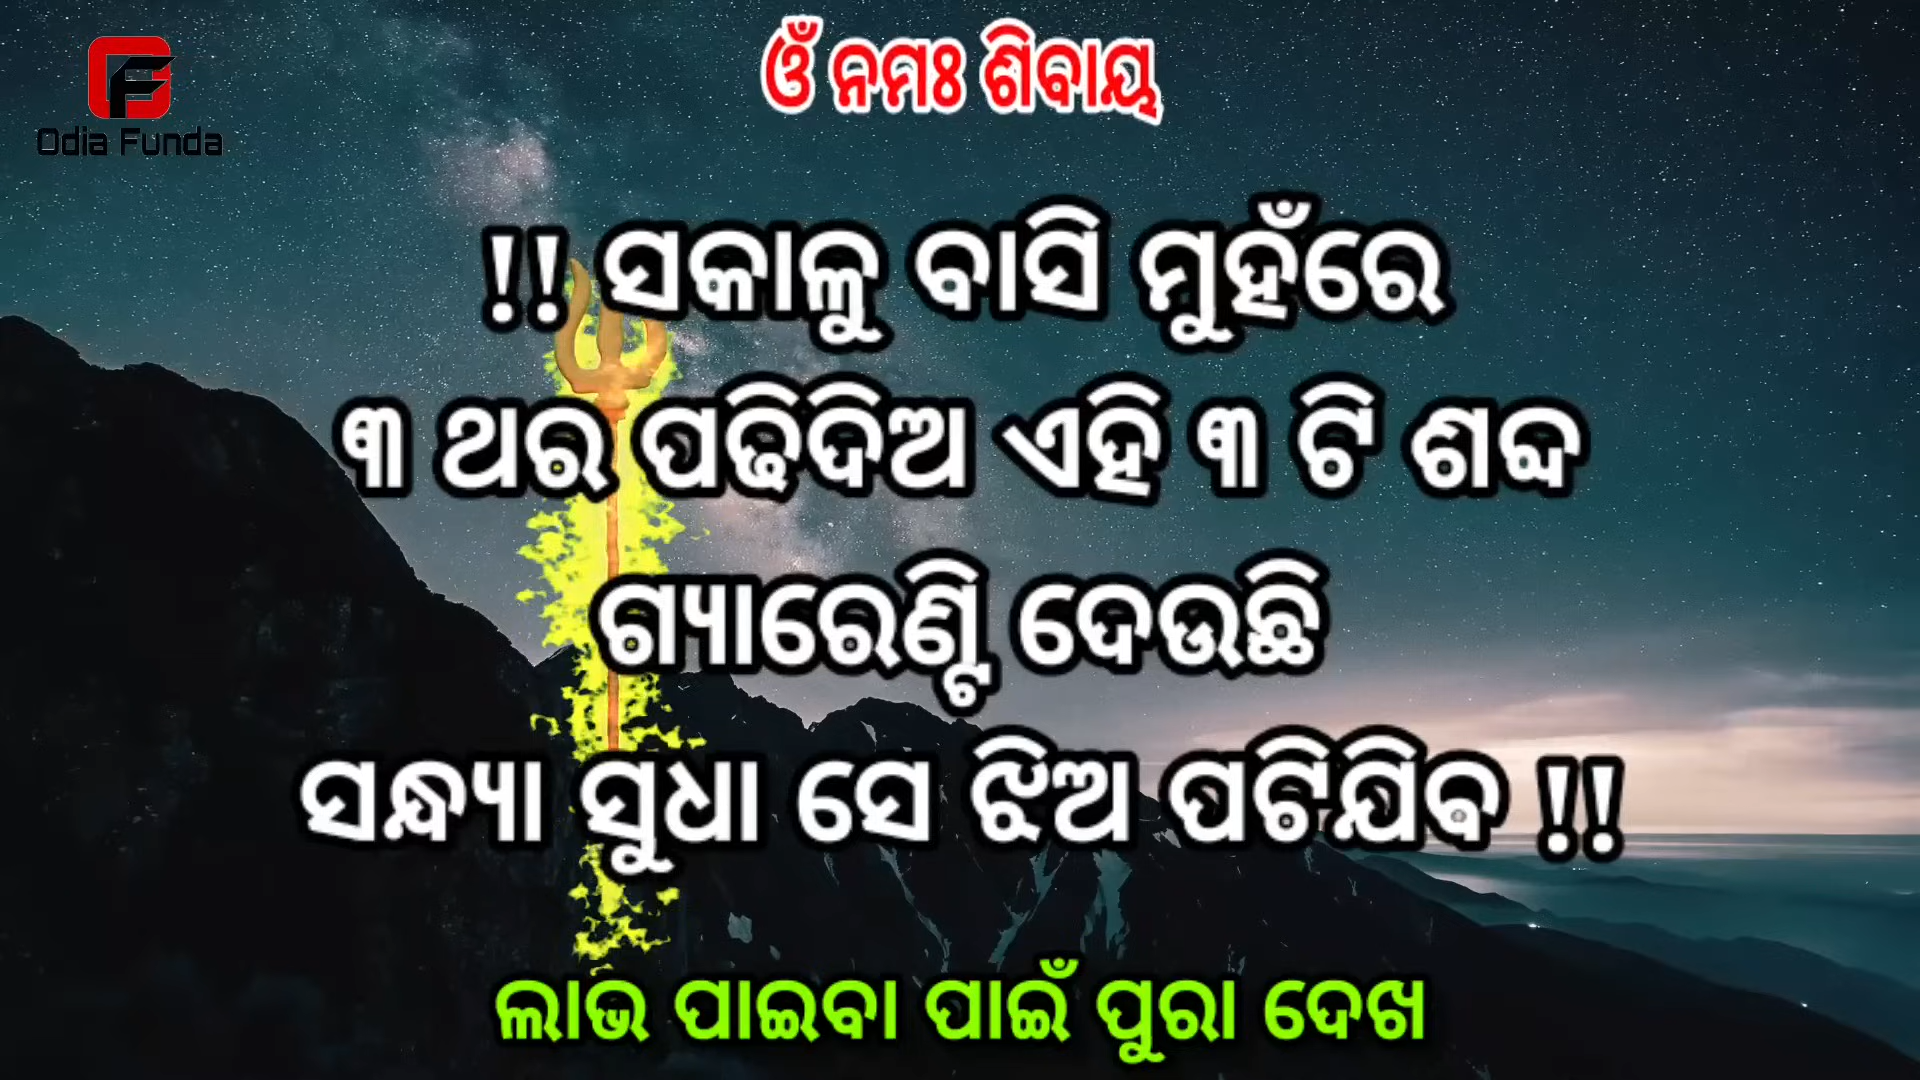 ଓଁ ନମଃ ଶିବାୟ
Odia Funda
!! ସକାଳୁ ବାସି ମୁହଁରେ
୩ ଥର ପଢିଦିଅ ଏହି ୩ ଟି ଶବ୍ଦ
ଗ୍ୟାରେଣ୍ଟି ଦେଉଛି
ସନ୍ଧ୍ୟା ସୁଧା ସେ ଝିଅ ପଟିଯିବ !!
ଲାଭ ପାଇବା ପାଇଁ ପୁରା ଦେଖ